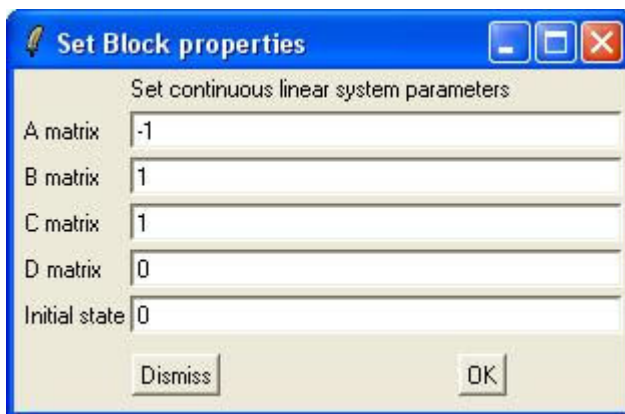 Set Block properties
Set continuous linear system parameters
A matrix -1
B matrix 1
C matrix 1
D matrix 0
Initial state 0
Dismiss OK